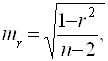 m_r = √((1−r²)/(n−2)),